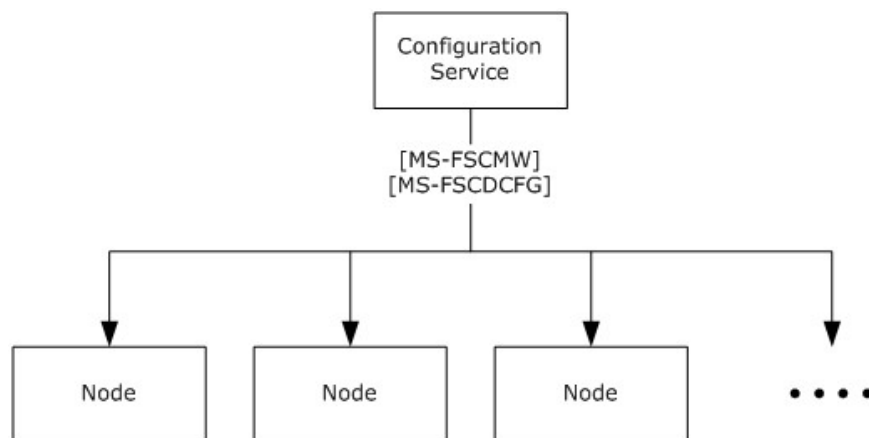 Configuration
Service
[MS-FSCMW]
[MS-FSCDCFG]
Node
Node
Node